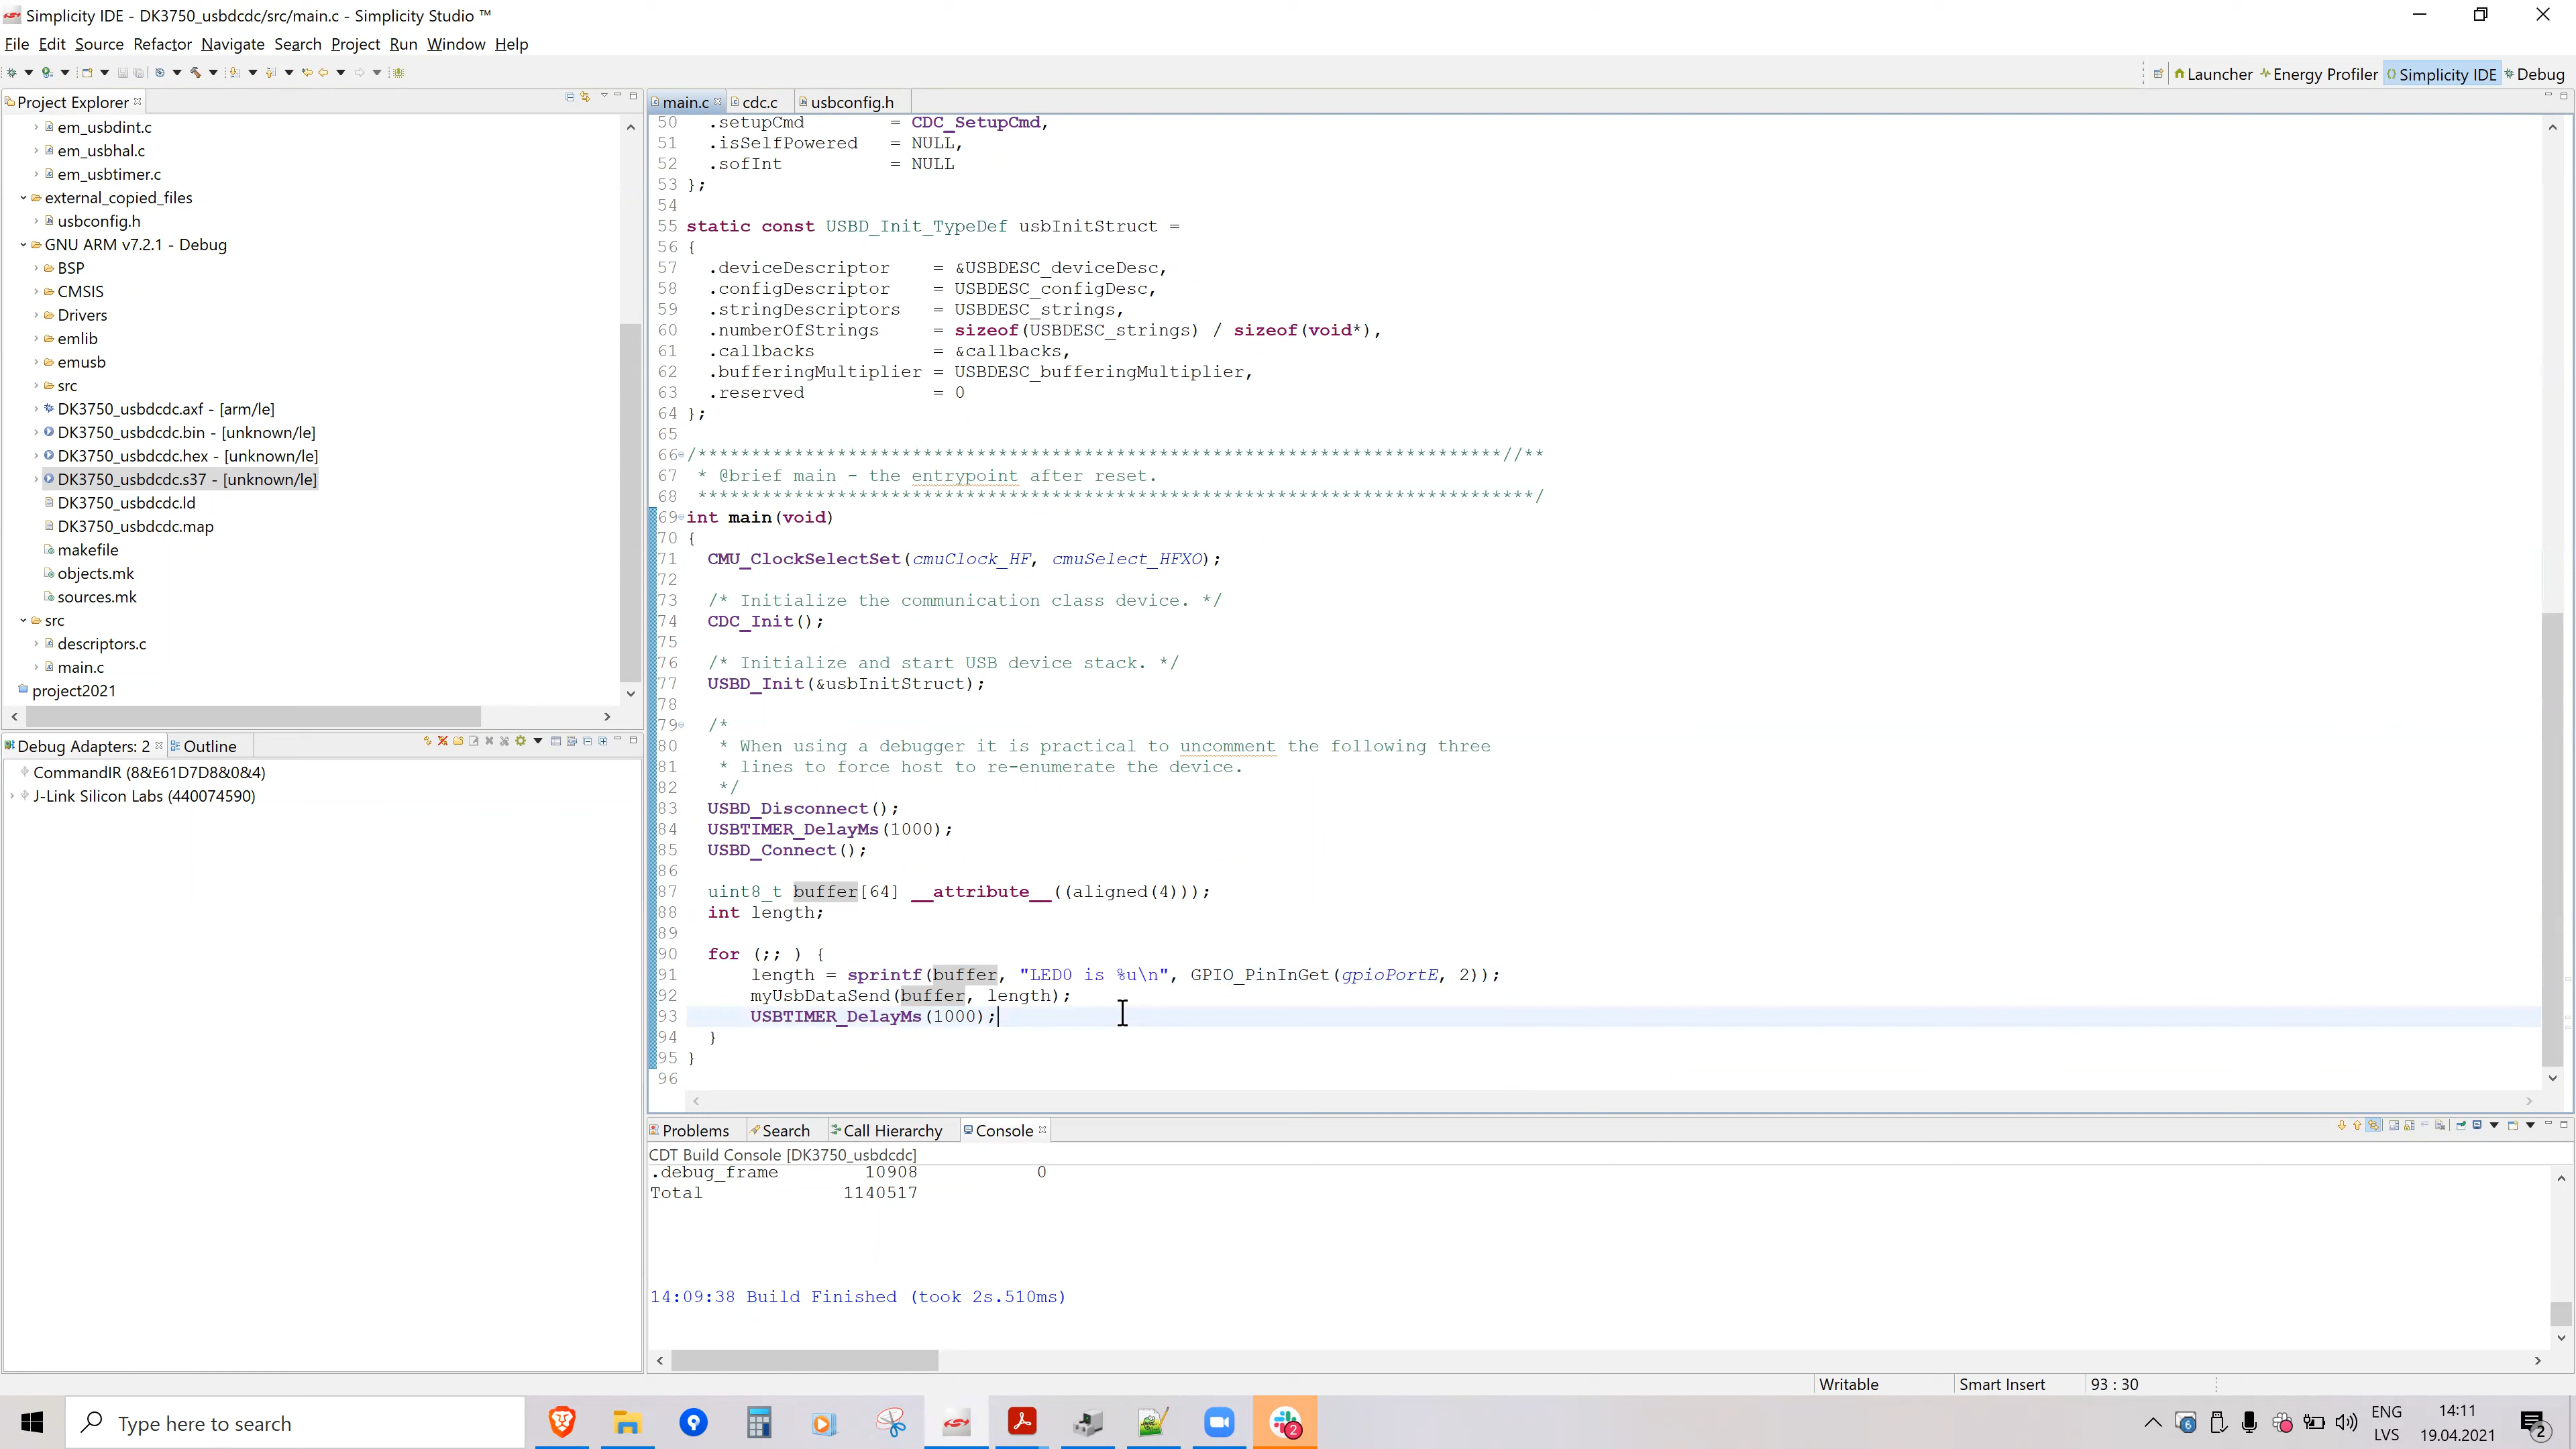 Simplicity IDE - DK3750_usbdcdc/src/main.c - Simplicity Studio ™
File Edit Source Refactor Navigate Search Project Run Window Help
Launcher Energy Profiler Simplicity IDE Debug
Project Explorer
em_usbdint.c
em_usbhal.c
em_usbtimer.c
external_copied_files
usbconfig.h
GNU ARM v7.2.1 - Debug
BSP
CMSIS
Drivers
emlib
emusb
src
DK3750_usbdcdc.axf - [arm/le]
DK3750_usbdcdc.bin - [unknown/le]
DK3750_usbdcdc.hex - [unknown/le]
DK3750_usbdcdc.s37 - [unknown/le]
DK3750_usbdcdc.ld
DK3750_usbdcdc.map
makefile
objects.mk
sources.mk
src
descriptors.c
main.c
project2021
Debug Adapters: 2 Outline
CommandIR (8&E61D7D8&0&4)
J-Link Silicon Labs (440074590)
main.c cdc.c usbconfig.h
50 .setupCmd = CDC_SetupCmd,
51 .isSelfPowered = NULL,
52 .sofInt = NULL
53 };
54
55 static const USBD_Init_TypeDef usbInitStruct =
56 {
57 .deviceDescriptor = &USBDESC_deviceDesc,
58 .configDescriptor = USBDESC_configDesc,
59 .stringDescriptors = USBDESC_strings,
60 .numberOfStrings = sizeof(USBDESC_strings) / sizeof(void*),
61 .callbacks = &callbacks,
62 .bufferingMultiplier = USBDESC_bufferingMultiplier,
63 .reserved = 0
64 };
65
66 /***************************************************************************//**
67 * @brief main - the entrypoint after reset.
68 ******************************************************************************/
69 int main(void)
70 {
71 CMU_ClockSelectSet(cmuClock_HF, cmuSelect_HFXO);
72
73 /* Initialize the communication class device. */
74 CDC_Init();
75
76 /* Initialize and start USB device stack. */
77 USBD_Init(&usbInitStruct);
78
79 /*
80 * When using a debugger it is practical to uncomment the following three
81 * lines to force host to re-enumerate the device.
82 */
83 USBD_Disconnect();
84 USBTIMER_DelayMs(1000);
85 USBD_Connect();
86
87 uint8_t buffer[64] __attribute__((aligned(4)));
88 int length;
89
90 for (;; ) {
91 length = sprintf(buffer, "LED0 is %u\n", GPIO_PinInGet(gpioPortE, 2));
92 myUsbDataSend(buffer, length);
93 USBTIMER_DelayMs(1000);
94 }
95 }
96
Problems Search Call Hierarchy Console
CDT Build Console [DK3750_usbdcdc]
.debug_frame 10908 0
Total 1140517
14:09:38 Build Finished (took 2s.510ms)
Writable Smart Insert 93 : 30
Type here to search
2
6
ENG
LVS
14:11
19.04.2021
2